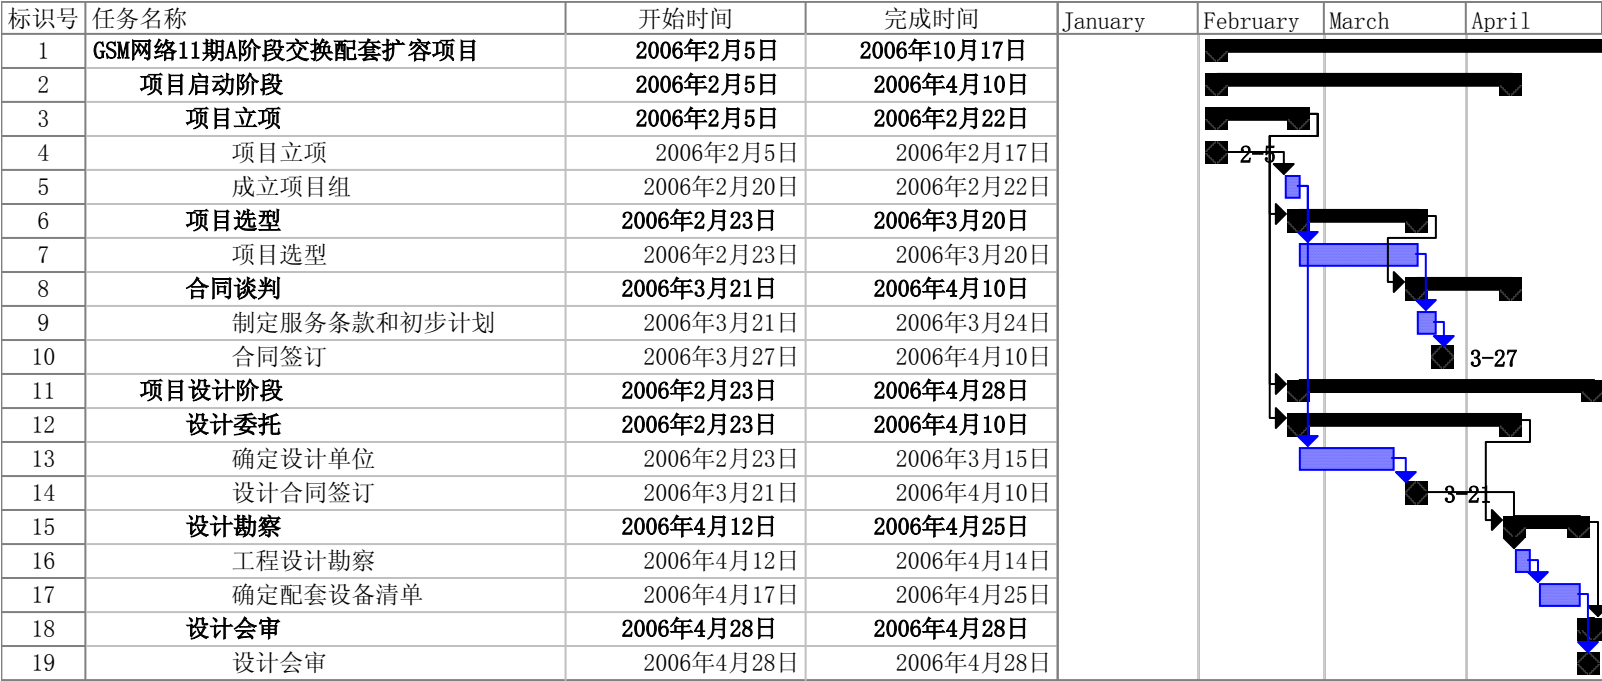 标识号 任务名称 开始时间 完成时间 January February March April
1 GSM网络11期A阶段交换配套扩容项目 2006年2月5日 2006年10月17日
2 项目启动阶段 2006年2月5日 2006年4月10日
3 项目立项 2006年2月5日 2006年2月22日
4 项目立项 2006年2月5日 2006年2月17日 2-5
5 成立项目组 2006年2月20日 2006年2月22日
6 项目选型 2006年2月23日 2006年3月20日
7 项目选型 2006年2月23日 2006年3月20日
8 合同谈判 2006年3月21日 2006年4月10日
9 制定服务条款和初步计划 2006年3月21日 2006年3月24日
10 合同签订 2006年3月27日 2006年4月10日 3-27
11 项目设计阶段 2006年2月23日 2006年4月28日
12 设计委托 2006年2月23日 2006年4月10日
13 确定设计单位 2006年2月23日 2006年3月15日
14 设计合同签订 2006年3月21日 2006年4月10日 3-21
15 设计勘察 2006年4月12日 2006年4月25日
16 工程设计勘察 2006年4月12日 2006年4月14日
17 确定配套设备清单 2006年4月17日 2006年4月25日
18 设计会审 2006年4月28日 2006年4月28日
19 设计会审 2006年4月28日 2006年4月28日